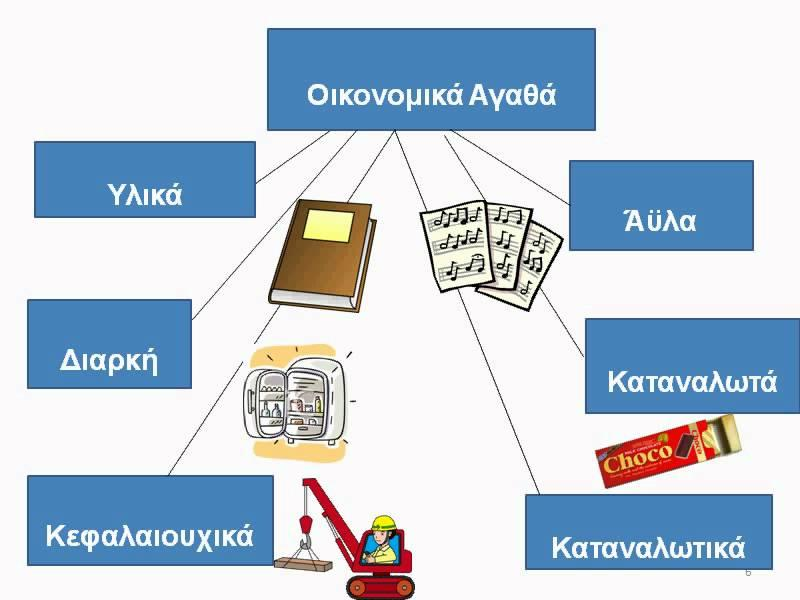 Οικονομικά Αγαθά
Υλικά
Άϋλα
Διαρκή
Καταναλωτά
Choco
Κεφαλαιουχικά
Καταναλωτικά
6